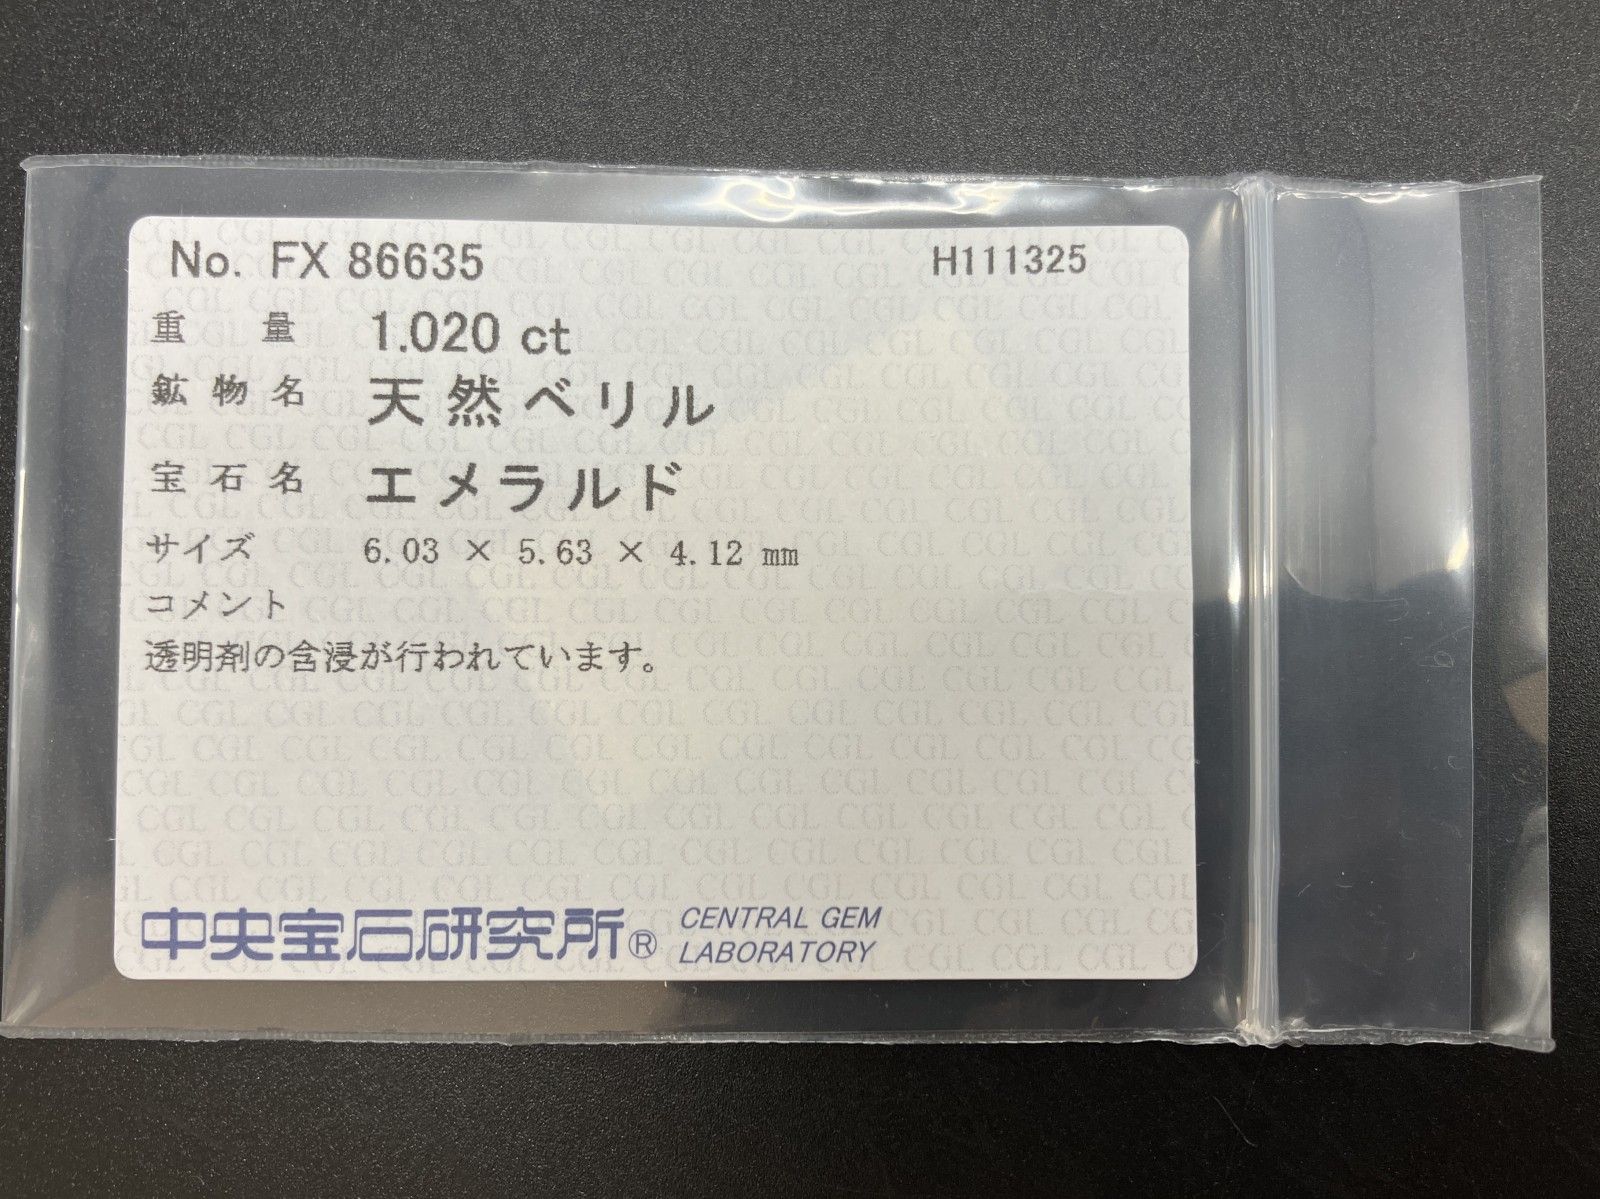 No. FX 86635 H111325
重 量 1.020 ct
鉱物名 天然ベリル
宝石名 エメラルド
サイズ 6.03 × 5.63 × 4.12 mm
コメント
透明剤の含浸が行われています。
中央宝石研究所® CENTRAL GEM
LABORATORY